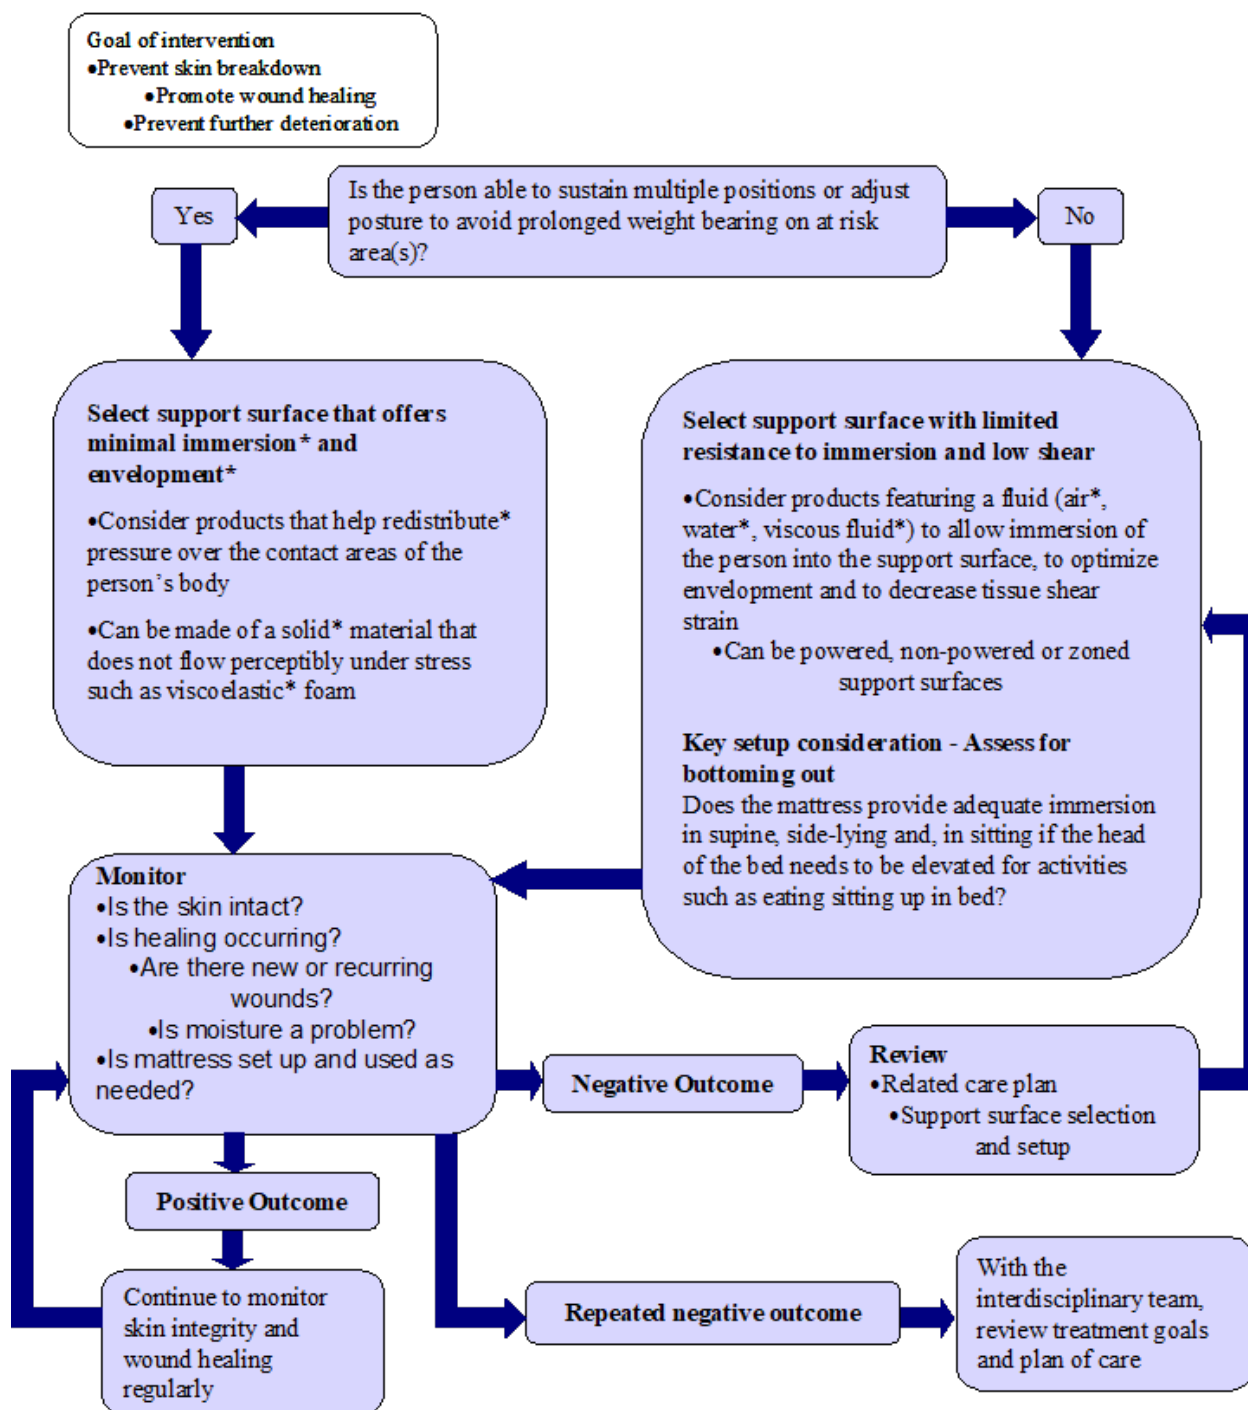 Goal of intervention
•Prevent skin breakdown
•Promote wound healing
•Prevent further deterioration
Is the person able to sustain multiple positions or adjust
posture to avoid prolonged weight bearing on at risk
area(s)?
Yes
No
Select support surface that offers
minimal immersion* and
envelopment*
•Consider products that help redistribute*
pressure over the contact areas of the
person’s body
•Can be made of a solid* material that
does not flow perceptibly under stress
such as viscoelastic* foam
Select support surface with limited
resistance to immersion and low shear
•Consider products featuring a fluid (air*,
water*, viscous fluid*) to allow immersion of
the person into the support surface, to optimize
envelopment and to decrease tissue shear
strain
•Can be powered, non-powered or zoned
support surfaces
Key setup consideration - Assess for
bottoming out
Does the mattress provide adequate immersion
in supine, side-lying and, in sitting if the head
of the bed needs to be elevated for activities
such as eating sitting up in bed?
Monitor
•Is the skin intact?
•Is healing occurring?
•Are there new or recurring
wounds?
•Is moisture a problem?
•Is mattress set up and used as
needed?
Negative Outcome
Review
•Related care plan
•Support surface selection
and setup
Positive Outcome
Continue to monitor
skin integrity and
wound healing
regularly
Repeated negative outcome
With the
interdisciplinary team,
review treatment goals
and plan of care